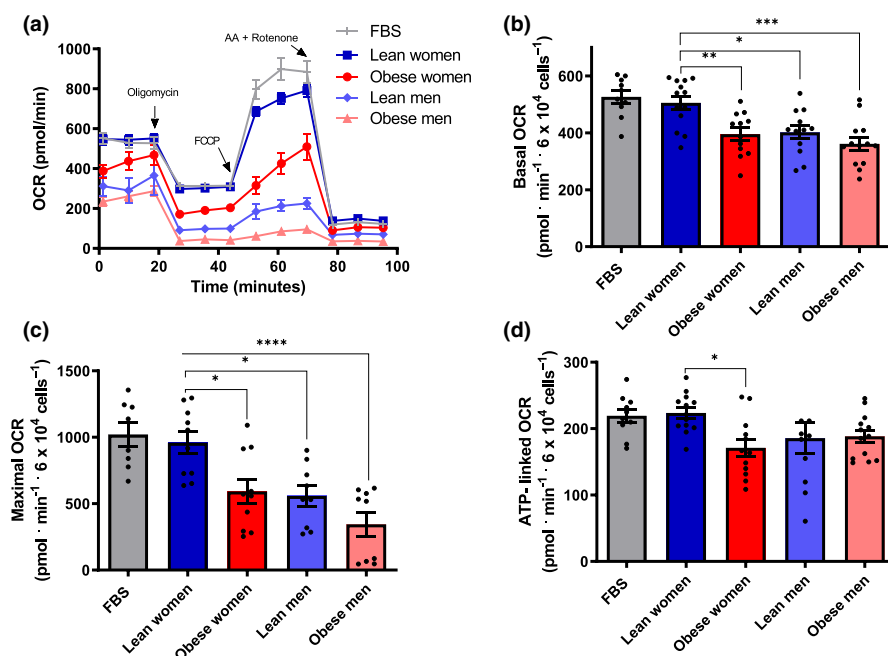 (a)
OCR (pmol/min)
1000
800
600
400
200
0
0
20
40
60
80
100
Time (minutes)
Oligomycin
FCCP
AA + Rotenone
FBS
Lean women
Obese women
Lean men
Obese men
(b)
Basal OCR
(pmol · min⁻¹ · 6 x 10⁴ cells⁻¹)
600
400
200
0
***
*
**
FBS
Lean women
Obese women
Lean men
Obese men
(c)
Maximal OCR
(pmol · min⁻¹ · 6 x 10⁴ cells⁻¹)
1500
1000
500
0
****
*
*
FBS
Lean women
Obese women
Lean men
Obese men
(d)
ATP- linked OCR
(pmol · min⁻¹ · 6 x 10⁴ cells⁻¹)
300
200
100
0
*
FBS
Lean women
Obese women
Lean men
Obese men